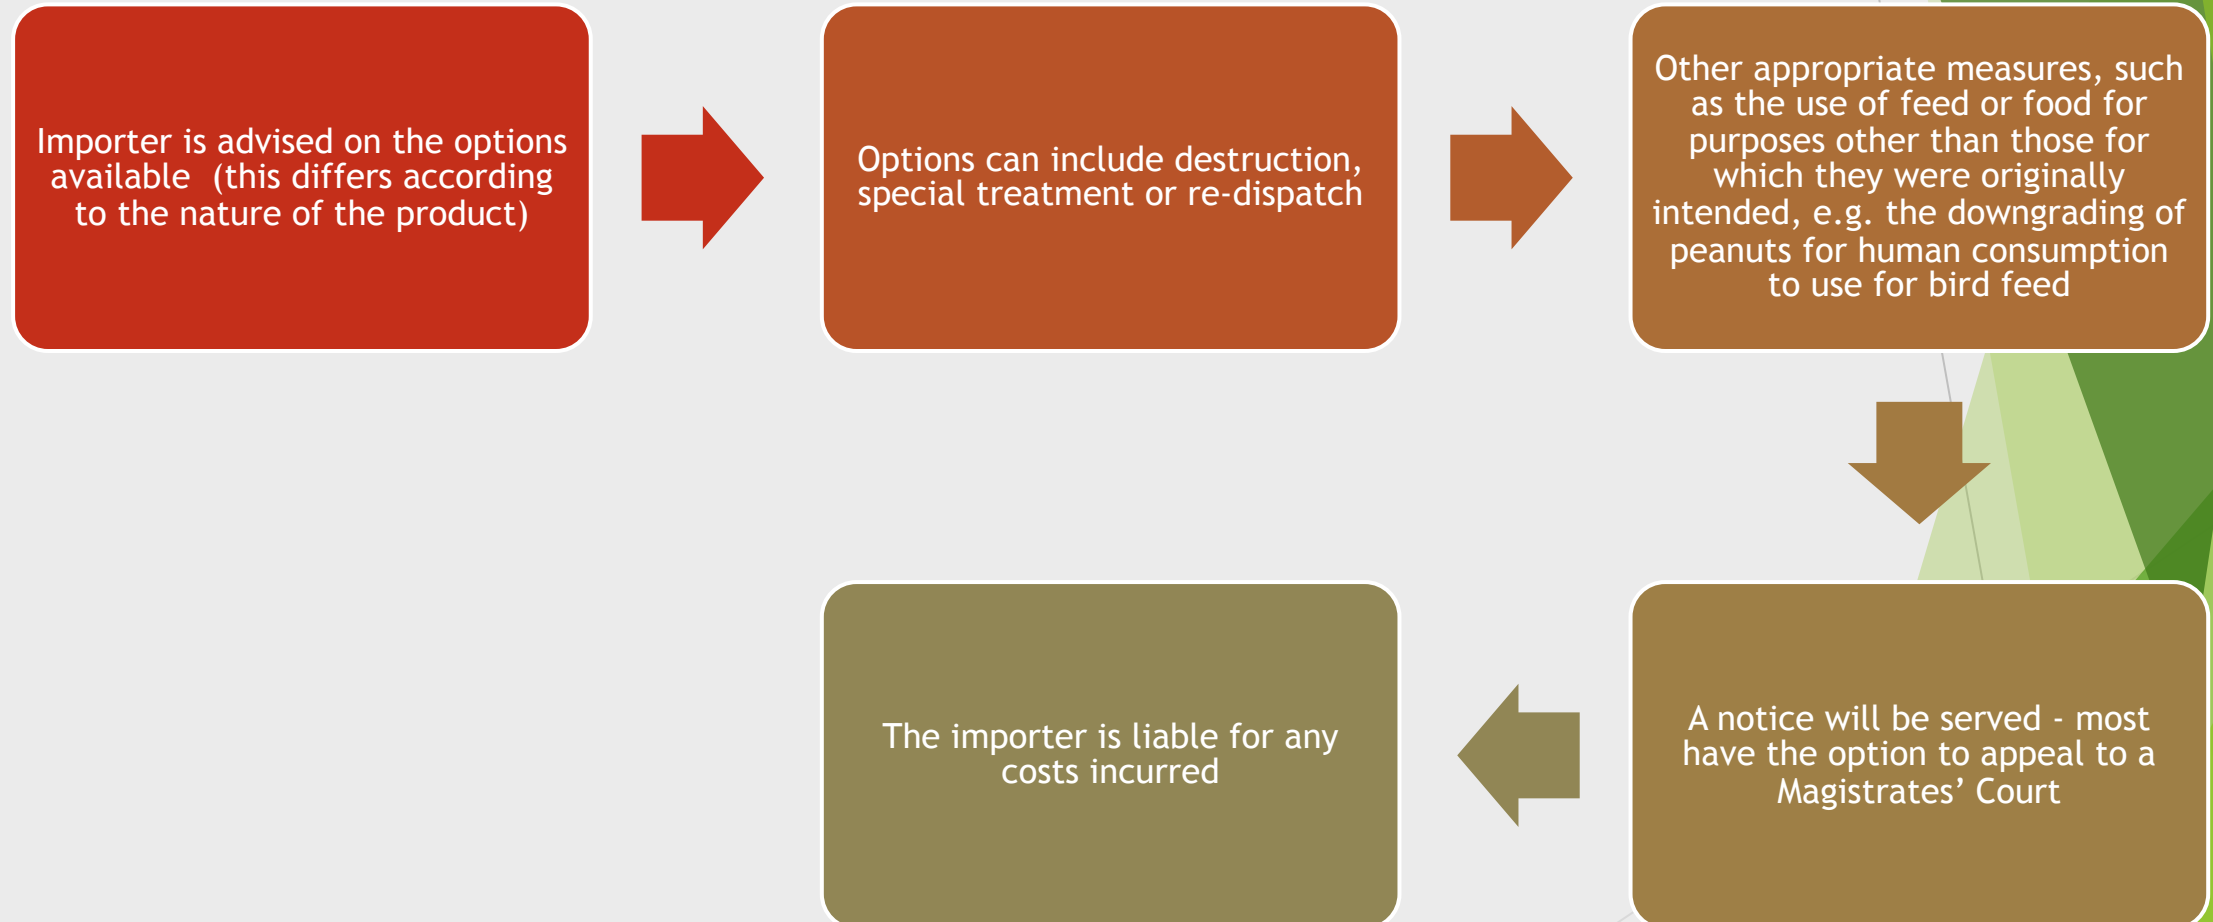 Importer is advised on the options
available  (this differs according
to the nature of the product)
Options can include destruction,
special treatment or re-dispatch
Other appropriate measures, such
as the use of feed or food for
purposes other than those for
which they were originally
intended, e.g. the downgrading of
peanuts for human consumption
to use for bird feed
A notice will be served - most
have the option to appeal to a
Magistrates’ Court
The importer is liable for any
costs incurred